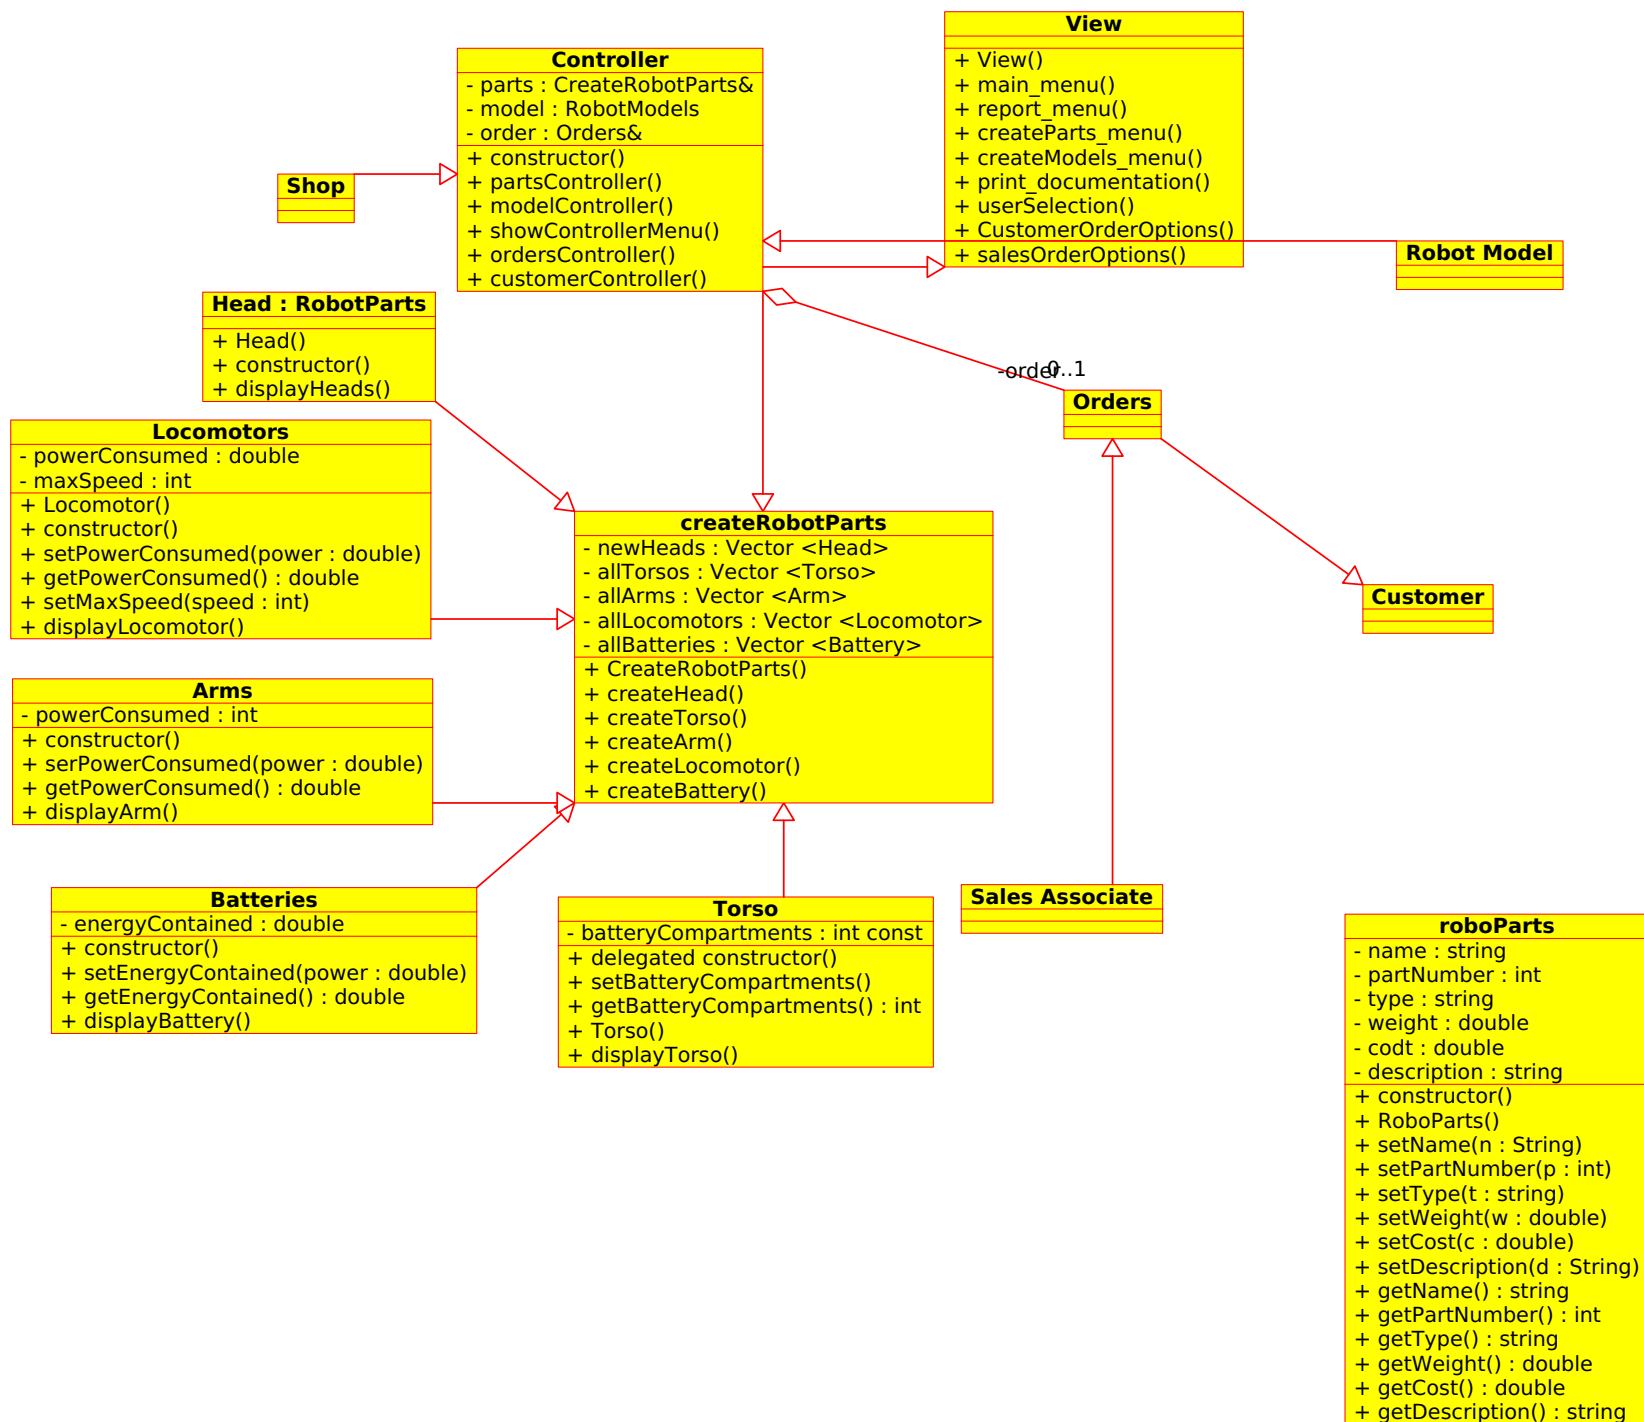 View
+ View()
+ main_menu()
+ report_menu()
+ createParts_menu()
+ createModels_menu()
+ print_documentation()
+ userSelection()
+ CustomerOrderOptions()
+ salesOrderOptions()
Controller
- parts : CreateRobotParts&
- model : RobotModels
- order : Orders&
+ constructor()
+ partsController()
+ modelController()
+ showControllerMenu()
+ ordersController()
+ customerController()
Shop
Robot Model
Head : RobotParts
+ Head()
+ constructor()
+ displayHeads()
-order
0..1
Orders
Locomotors
- powerConsumed : double
- maxSpeed : int
+ Locomotor()
+ constructor()
+ setPowerConsumed(power : double)
+ getPowerConsumed() : double
+ setMaxSpeed(speed : int)
+ displayLocomotor()
createRobotParts
- newHeads : Vector <Head>
- allTorsos : Vector <Torso>
- allArms : Vector <Arm>
- allLocomotors : Vector <Locomotor>
- allBatteries : Vector <Battery>
+ CreateRobotParts()
+ createHead()
+ createTorso()
+ createArm()
+ createLocomotor()
+ createBattery()
Customer
Arms
- powerConsumed : int
+ constructor()
+ serPowerConsumed(power : double)
+ getPowerConsumed() : double
+ displayArm()
Batteries
- energyContained : double
+ constructor()
+ setEnergyContained(power : double)
+ getEnergyContained() : double
+ displayBattery()
Torso
- batteryCompartments : int const
+ delegated constructor()
+ setBatteryCompartments()
+ getBatteryCompartments() : int
+ Torso()
+ displayTorso()
Sales Associate
roboParts
- name : string
- partNumber : int
- type : string
- weight : double
- codt : double
- description : string
+ constructor()
+ RoboParts()
+ setName(n : String)
+ setPartNumber(p : int)
+ setType(t : string)
+ setWeight(w : double)
+ setCost(c : double)
+ setDescription(d : String)
+ getName() : string
+ getPartNumber() : int
+ getType() : string
+ getWeight() : double
+ getCost() : double
+ getDescription() : string